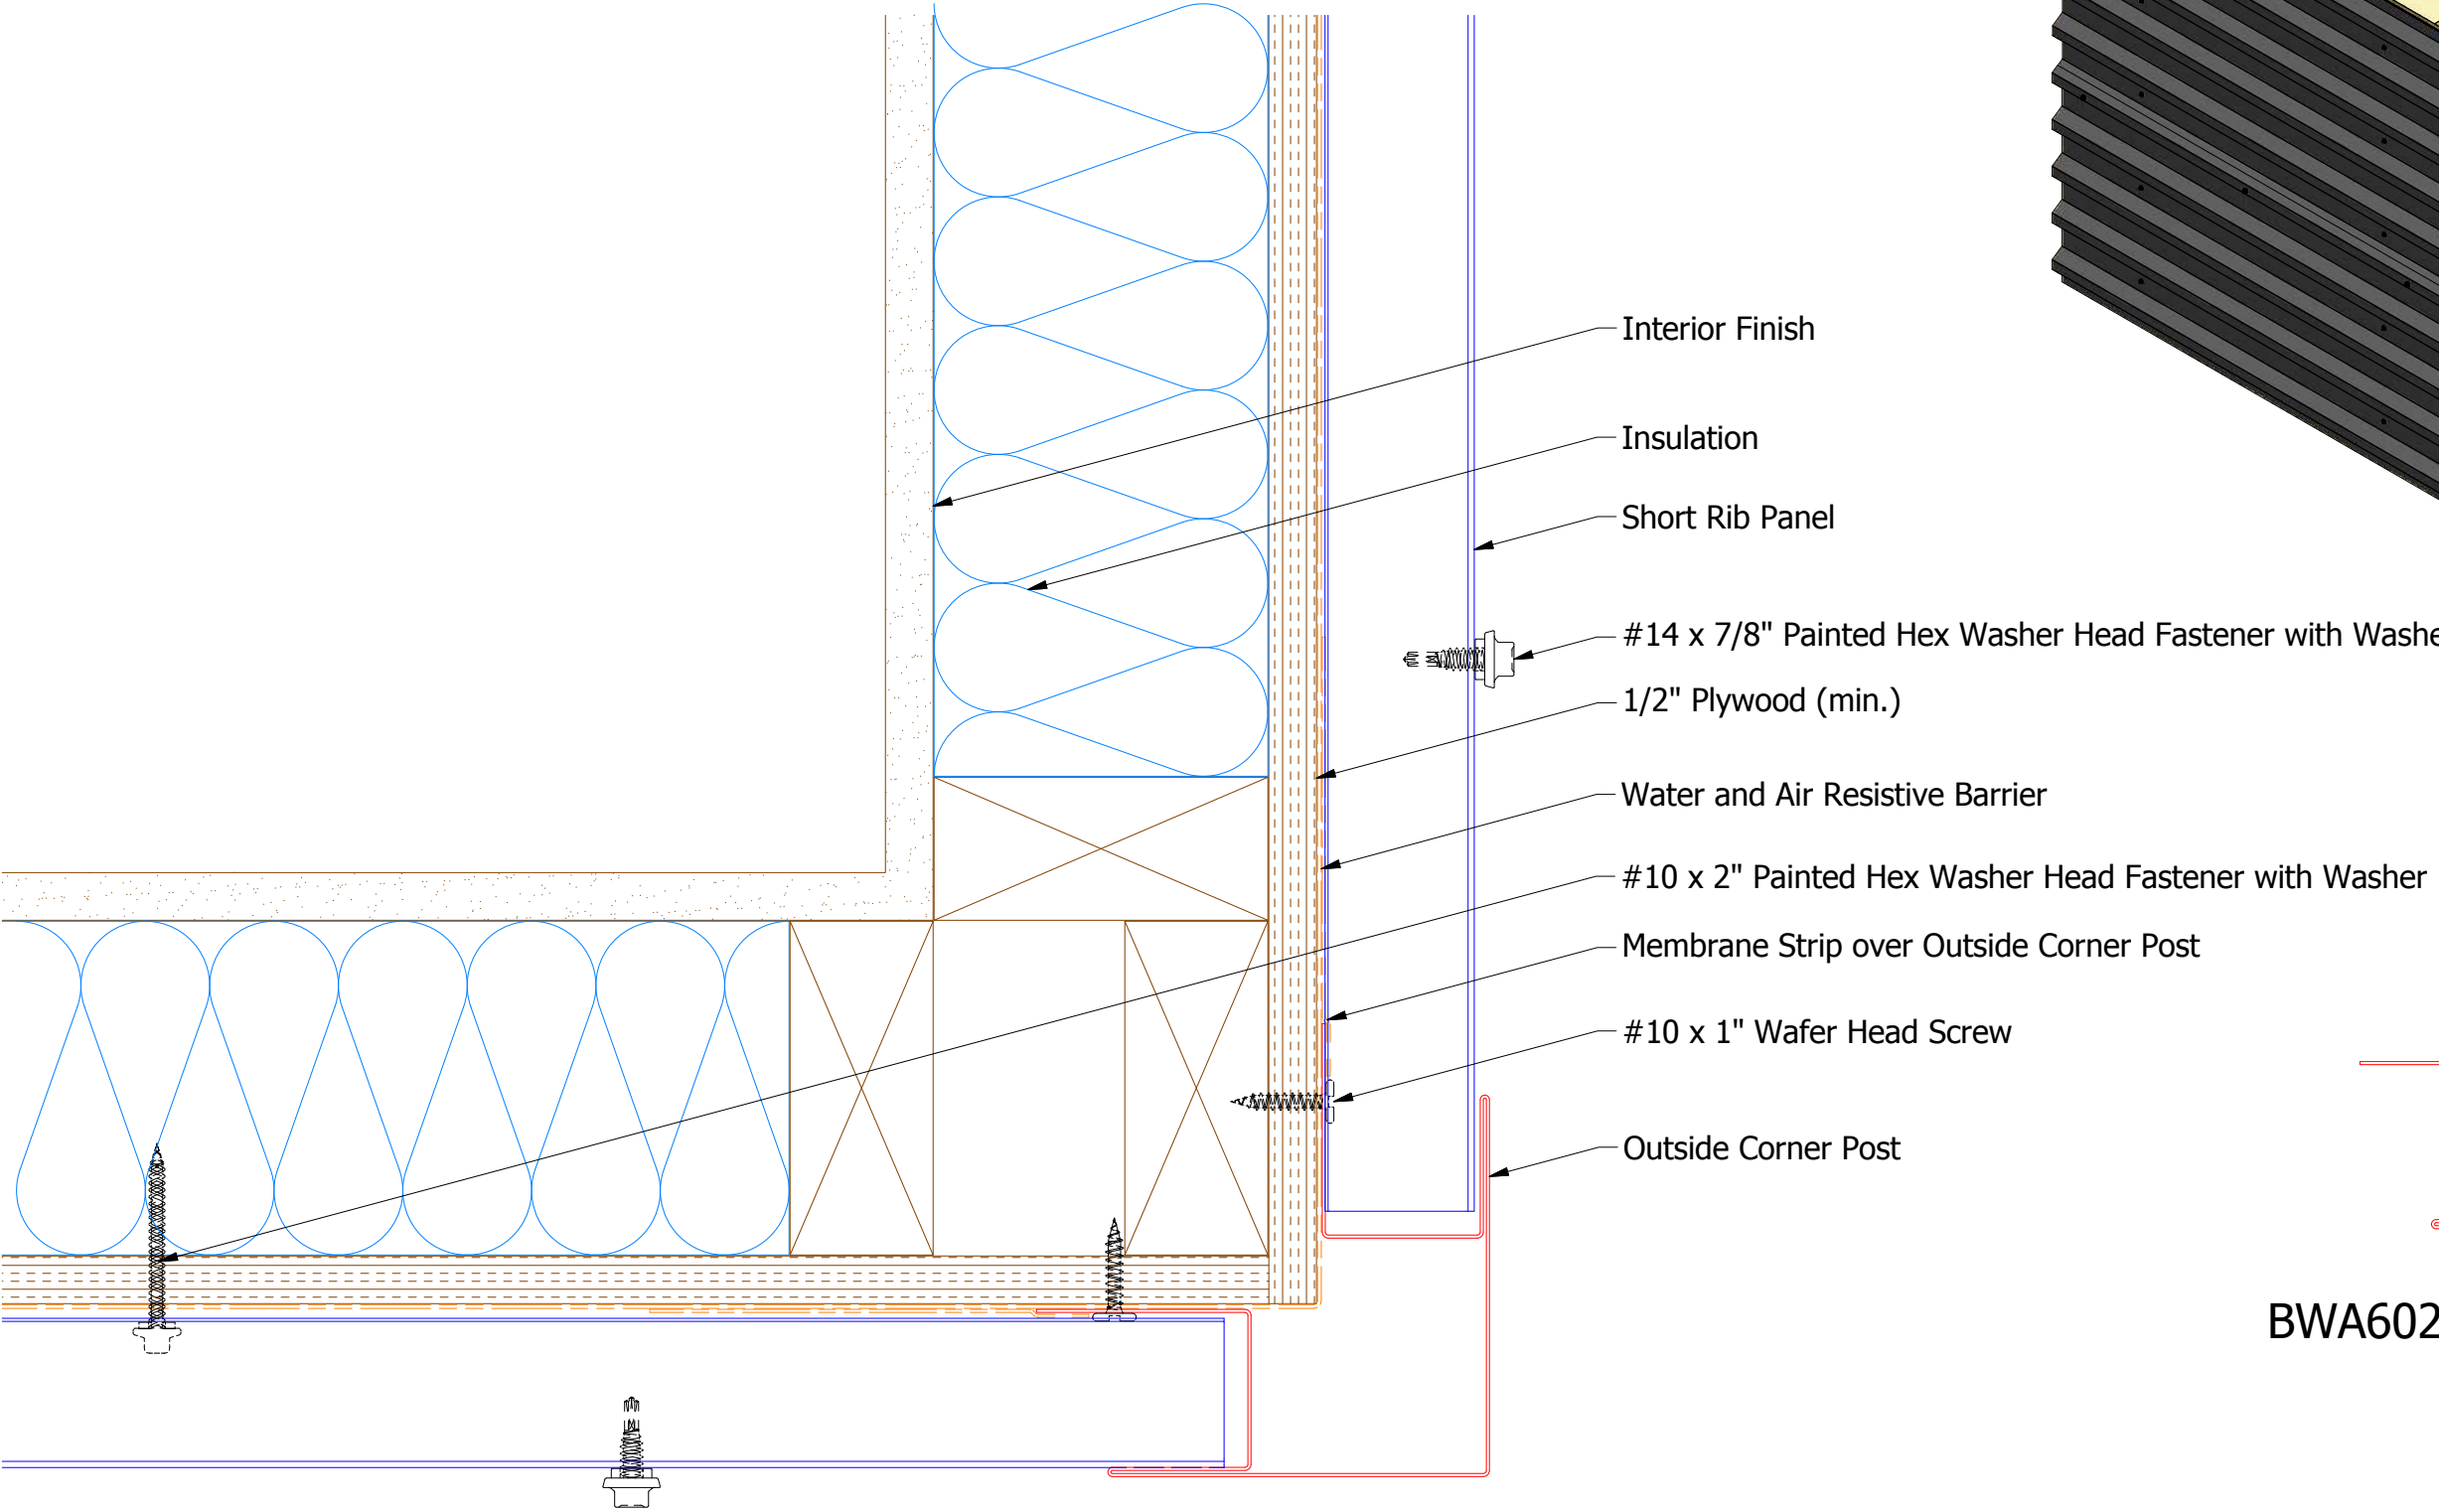 Interior Finish
Insulation
Short Rib Panel
#14 x 7/8" Painted Hex Washer Head Fastener with Washe
1/2" Plywood (min.)
Water and Air Resistive Barrier
#10 x 2" Painted Hex Washer Head Fastener with Washer
Membrane Strip over Outside Corner Post
#10 x 1" Wafer Head Screw
Outside Corner Post
BWA602